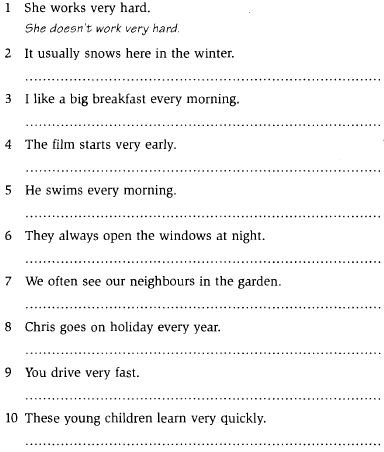 1 She works very hard.
She doesn't work very hard.
2 It usually snows here in the winter.
3 I like a big breakfast every morning.
4 The film starts very early.
5 He swims every morning.
6 They always open the windows at night.
7 We often see our neighbours in the garden.
8 Chris goes on holiday every year.
9 You drive very fast.
10 These young children learn very quickly.